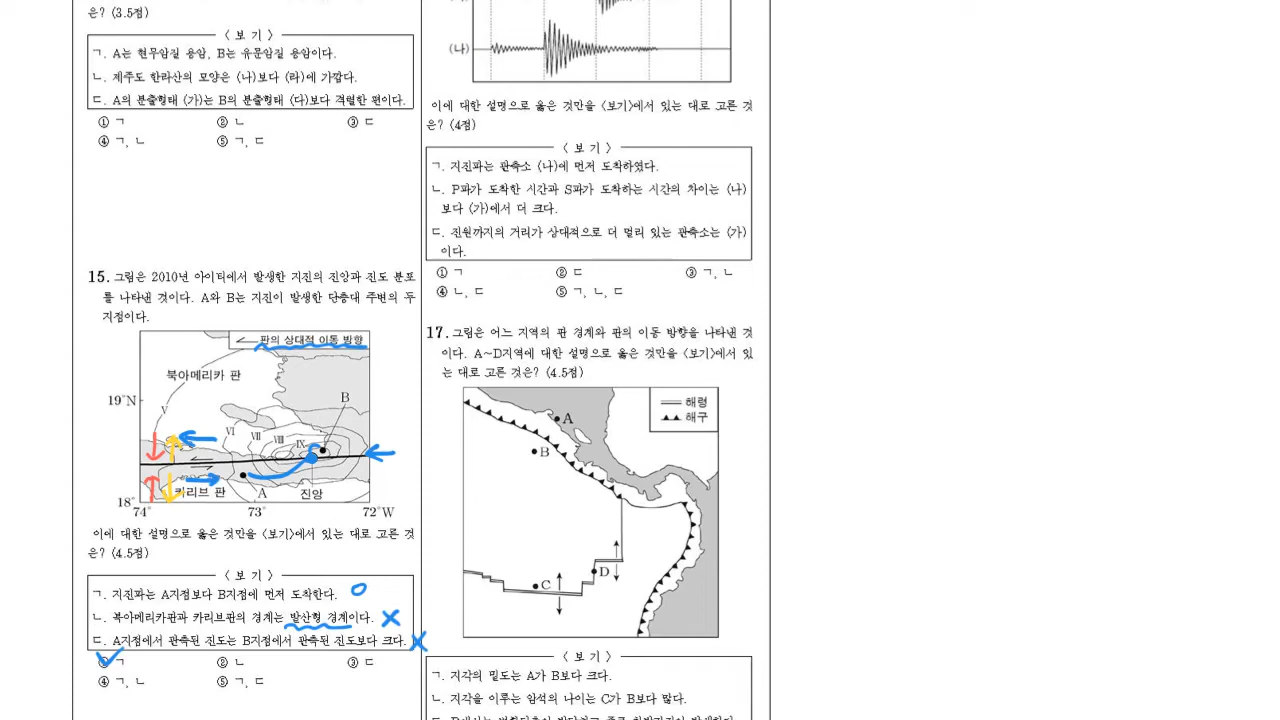 은? (3.5점)
< 보 기 >
ㄱ. A는 현무암질 용암, B는 유문암질 용암이다.
ㄴ. 제주도 한라산의 모양은 (나)보다 (라)에 가깝다.
ㄷ. A의 분출형태 (가)는 B의 분출형태 (다)보다 격렬한 편이다.
① ㄱ ② ㄴ ③ ㄷ
④ ㄱ, ㄴ ⑤ ㄱ, ㄷ
15. 그림은 2010년 아이티에서 발생한 지진의 진앙과 진도 분포
를 나타낸 것이다. A와 B는 지진이 발생한 단층대 주변의 두
지점이다.
판의 상대적 이동 방향
북아메리카 판
B
19°N
V
VI VII VIII IX
카리브 판 A 진앙
18°
74° 73° 72°W
이에 대한 설명으로 옳은 것만을 <보기>에서 있는 대로 고른 것
은? (4.5점)
< 보 기 >
ㄱ. 지진파는 A지점보다 B지점에 먼저 도착한다.
ㄴ. 북아메리카판과 카리브판의 경계는 발산형 경계이다.
ㄷ. A지점에서 관측된 진도는 B지점에서 관측된 진도보다 크다.
① ㄱ ② ㄴ ③ ㄷ
④ ㄱ, ㄴ ⑤ ㄱ, ㄷ
(나)
이에 대한 설명으로 옳은 것만을 <보기>에서 있는 대로 고른 것
은? (4점)
< 보 기 >
ㄱ. 지진파는 관측소 (나)에 먼저 도착하였다.
ㄴ. P파가 도착한 시간과 S파가 도착하는 시간의 차이는 (나)
보다 (가)에서 더 크다.
ㄷ. 진원까지의 거리가 상대적으로 더 멀리 있는 관측소는 (가)
이다.
① ㄱ ② ㄷ ③ ㄱ, ㄴ
④ ㄴ, ㄷ ⑤ ㄱ, ㄴ, ㄷ
17. 그림은 어느 지역의 판 경계와 판의 이동 방향을 나타낸 것
이다. A~D지역에 대한 설명으로 옳은 것만을 <보기>에서 있
는 대로 고른 것은? (4.5점)
해령
해구
A
B
C
D
< 보 기 >
ㄱ. 지각의 밀도는 A가 B보다 크다.
ㄴ. 지각을 이루는 암석의 나이는 C가 B보다 많다.